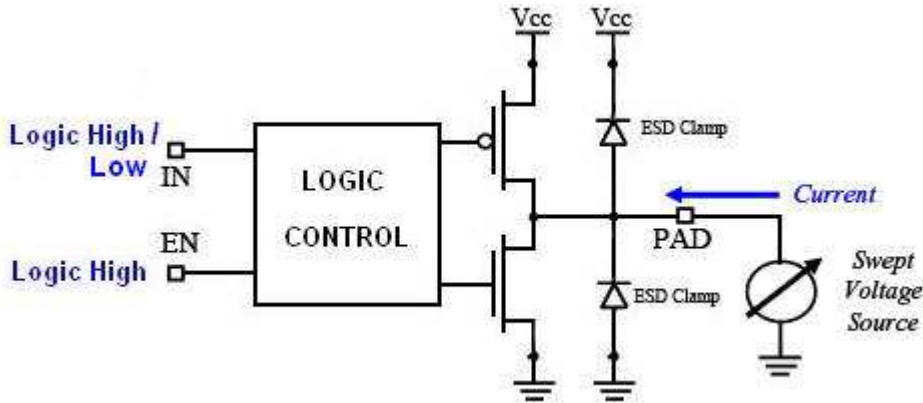 Vcc
Vcc
ESD Clamp
Logic High /
Low
IN
LOGIC
CONTROL
Current
PAD
EN
Logic High
ESD Clamp
Swept
Voltage
Source